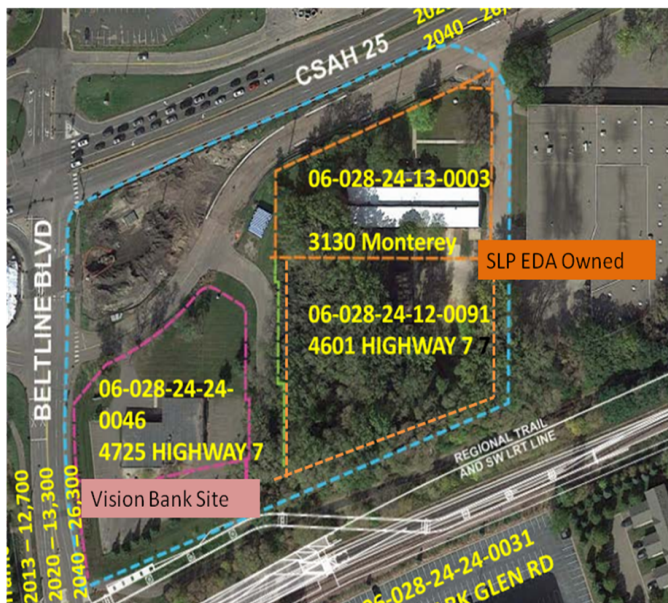 202
2040 – 26,
CSAH 25
06-028-24-13-0003
3130 Monterey
SLP EDA Owned
06-028-24-12-0091
4601 HIGHWAY 7 7
BELTLINE BLVD
06-028-24-24-
0046
4725 HIGHWAY 7
REGIONAL TRAIL
AND SW LRT LINE
Vision Bank Site
2013 – 12,700
2020 – 13,300
2040 – 26,300
06-028-24-24-0031
RK GLEN RD